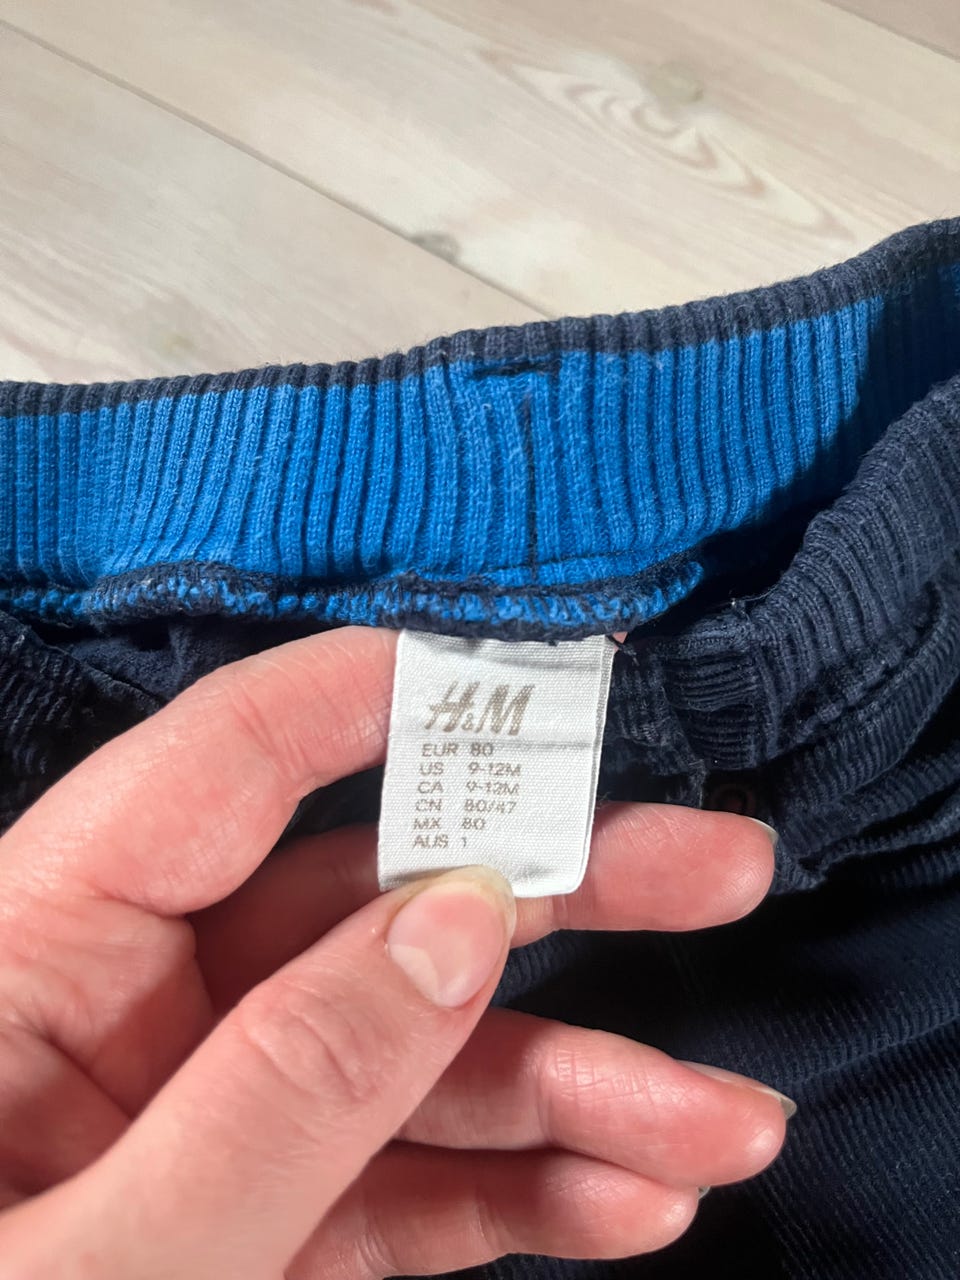 H&M
EUR 80
US 9-12M
CA 9-12M
CN 80/47
MX 80
AUS 1